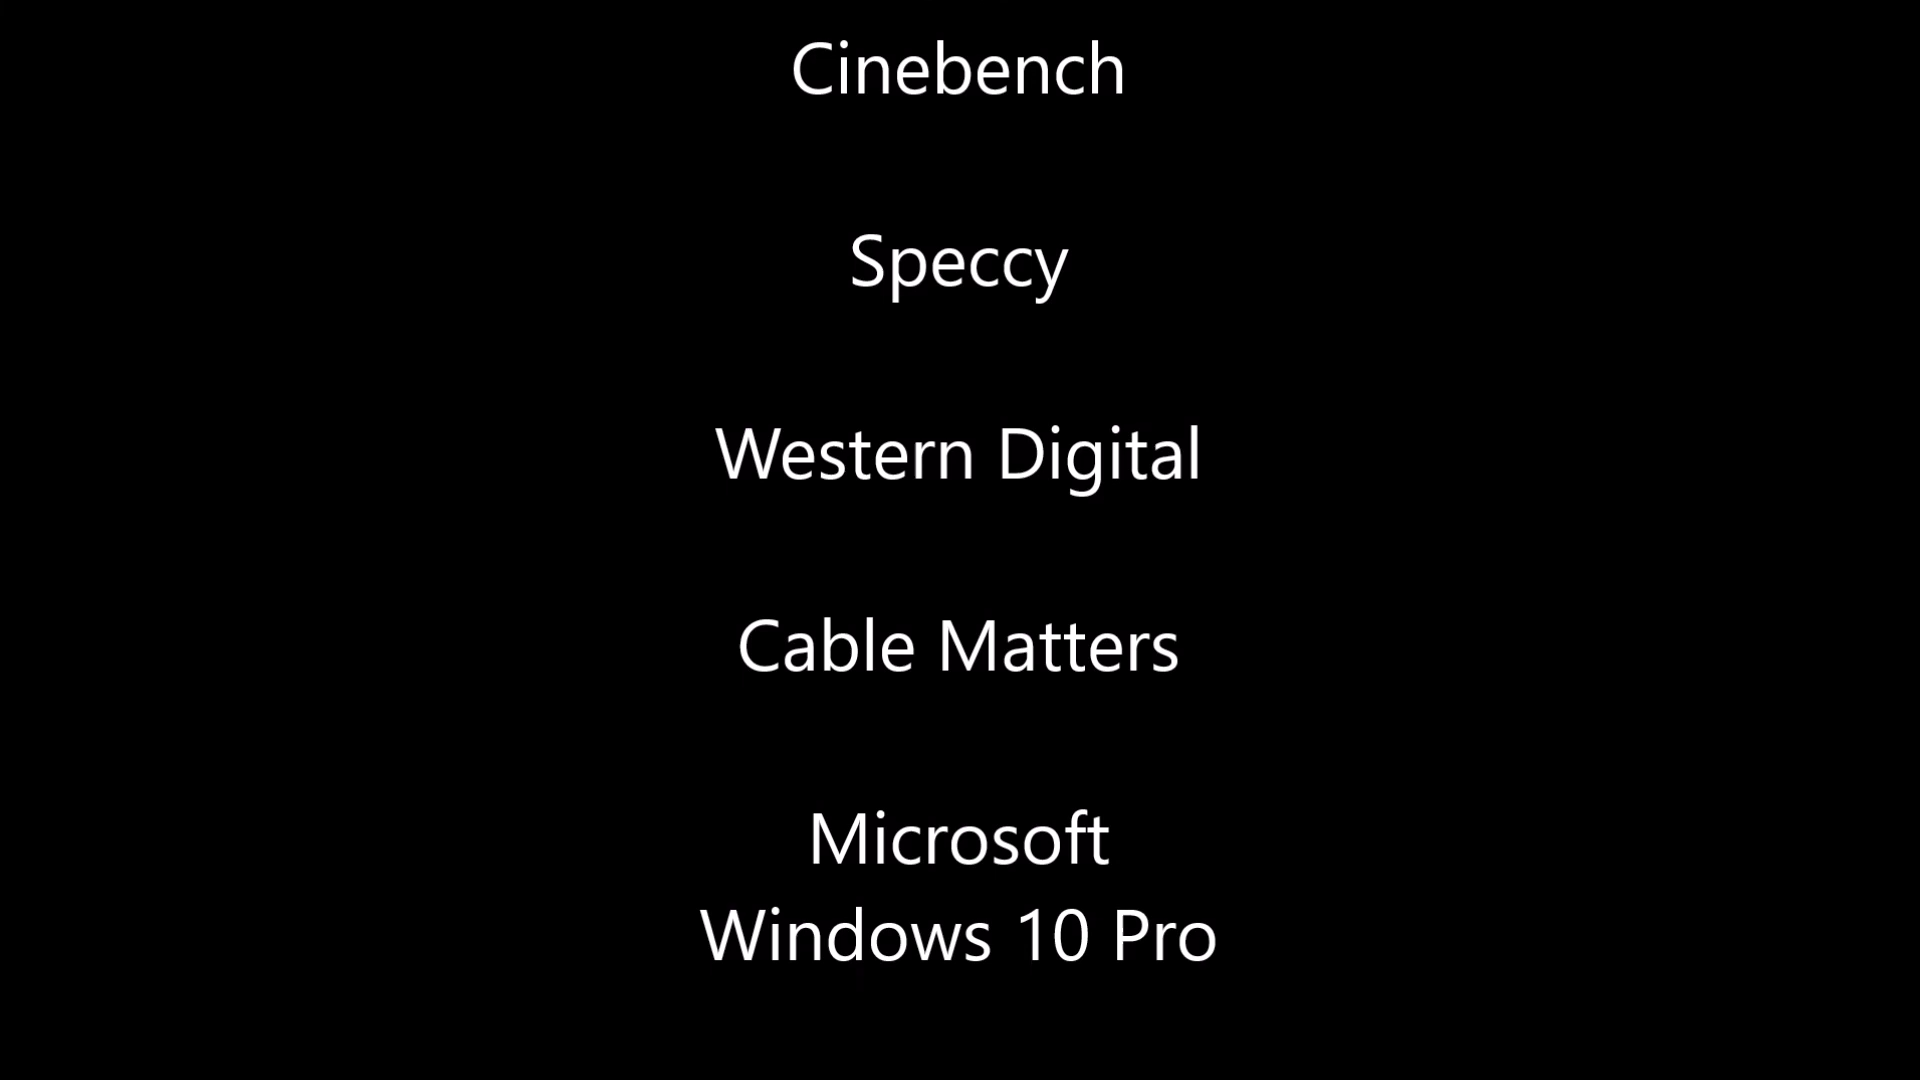 Cinebench
Speccy
Western Digital
Cable Matters
Microsoft
Windows 10 Pro